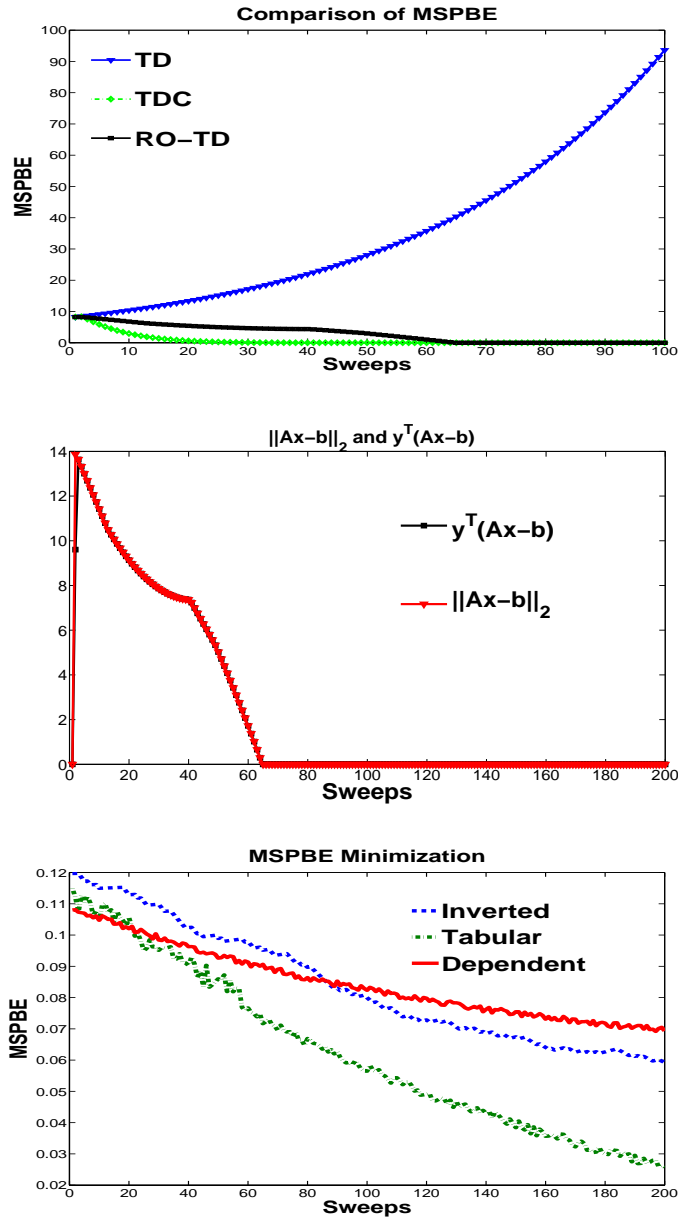 Comparison of MSPBE
100
90
80
70
60
50
40
30
20
10
0
MSPBE
TD
TDC
RO-TD
0 10 20 30 40 50 60 70 80 90 100
Sweeps
||Ax-b||₂ and yᵀ(Ax-b)
14
12
10
8
6
4
2
0
yᵀ(Ax-b)
||Ax-b||₂
0 20 40 60 80 100 120 140 160 180 200
Sweeps
MSPBE Minimization
0.12
0.11
0.1
0.09
0.08
0.07
0.06
0.05
0.04
0.03
0.02
MSPBE
Inverted
Tabular
Dependent
0 20 40 60 80 100 120 140 160 180 200
Sweeps